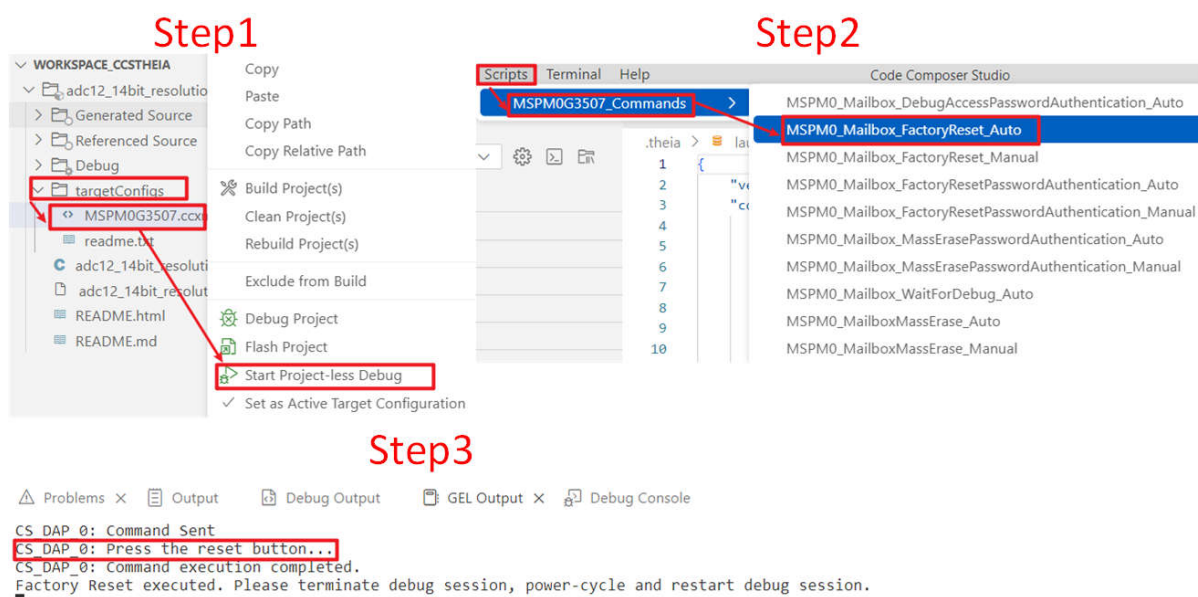 Step1
WORKSPACE_CCSTHEIA
adc12_14bit_resolutio
Generated Source
Referenced Source
Debug
targetConfigs
MSPM0G3507.ccxm
readme.txt
adc12_14bit_resoluti
adc12_14bit_resolut
README.html
README.md
Copy
Paste
Copy Path
Copy Relative Path
Build Project(s)
Clean Project(s)
Rebuild Project(s)
Exclude from Build
Debug Project
Flash Project
Start Project-less Debug
Set as Active Target Configuration
Step2
Scripts Terminal Help Code Composer Studio
MSPM0G3507_Commands
MSPM0_Mailbox_DebugAccessPasswordAuthentication_Auto
MSPM0_Mailbox_FactoryReset_Auto
MSPM0_Mailbox_FactoryReset_Manual
MSPM0_Mailbox_FactoryResetPasswordAuthentication_Auto
MSPM0_Mailbox_FactoryResetPasswordAuthentication_Manual
MSPM0_Mailbox_MassErasePasswordAuthentication_Auto
MSPM0_Mailbox_MassErasePasswordAuthentication_Manual
MSPM0_Mailbox_WaitForDebug_Auto
MSPM0_MailboxMassErase_Auto
MSPM0_MailboxMassErase_Manual
.theia > lau
1 {
2 "ve
3 "co
4
5
6
7
8
9
10
Step3
Problems Output Debug Output GEL Output Debug Console
CS_DAP_0: Command Sent
CS_DAP_0: Press the reset button...
CS_DAP_0: Command execution completed.
Factory Reset executed. Please terminate debug session, power-cycle and restart debug session.